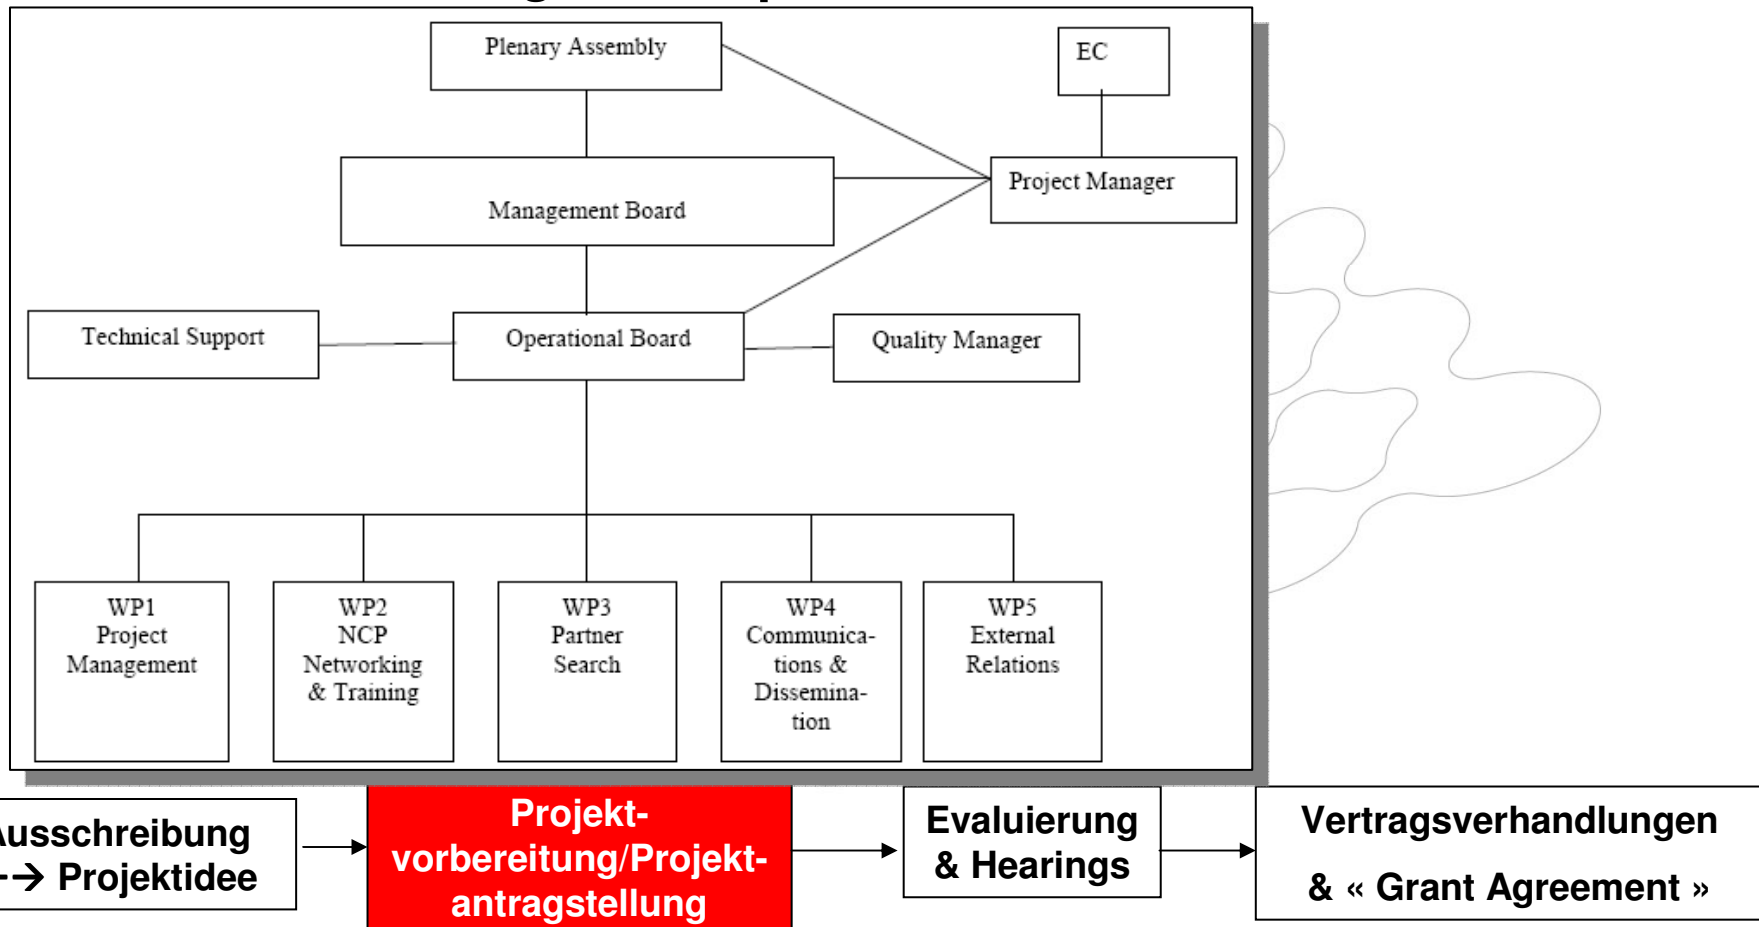 Plenary Assembly
EC
Project Manager
Management Board
Technical Support
Operational Board
Quality Manager
WP1
Project
Management
WP2
NCP
Networking
& Training
WP3
Partner
Search
WP4
Communica-
tions &
Dissemina-
tion
WP5
External
Relations
Ausschreibung
→ Projektidee
Projekt-
vorbereitung/Projekt-
antragstellung
Evaluierung
& Hearings
Vertragsverhandlungen
& « Grant Agreement »